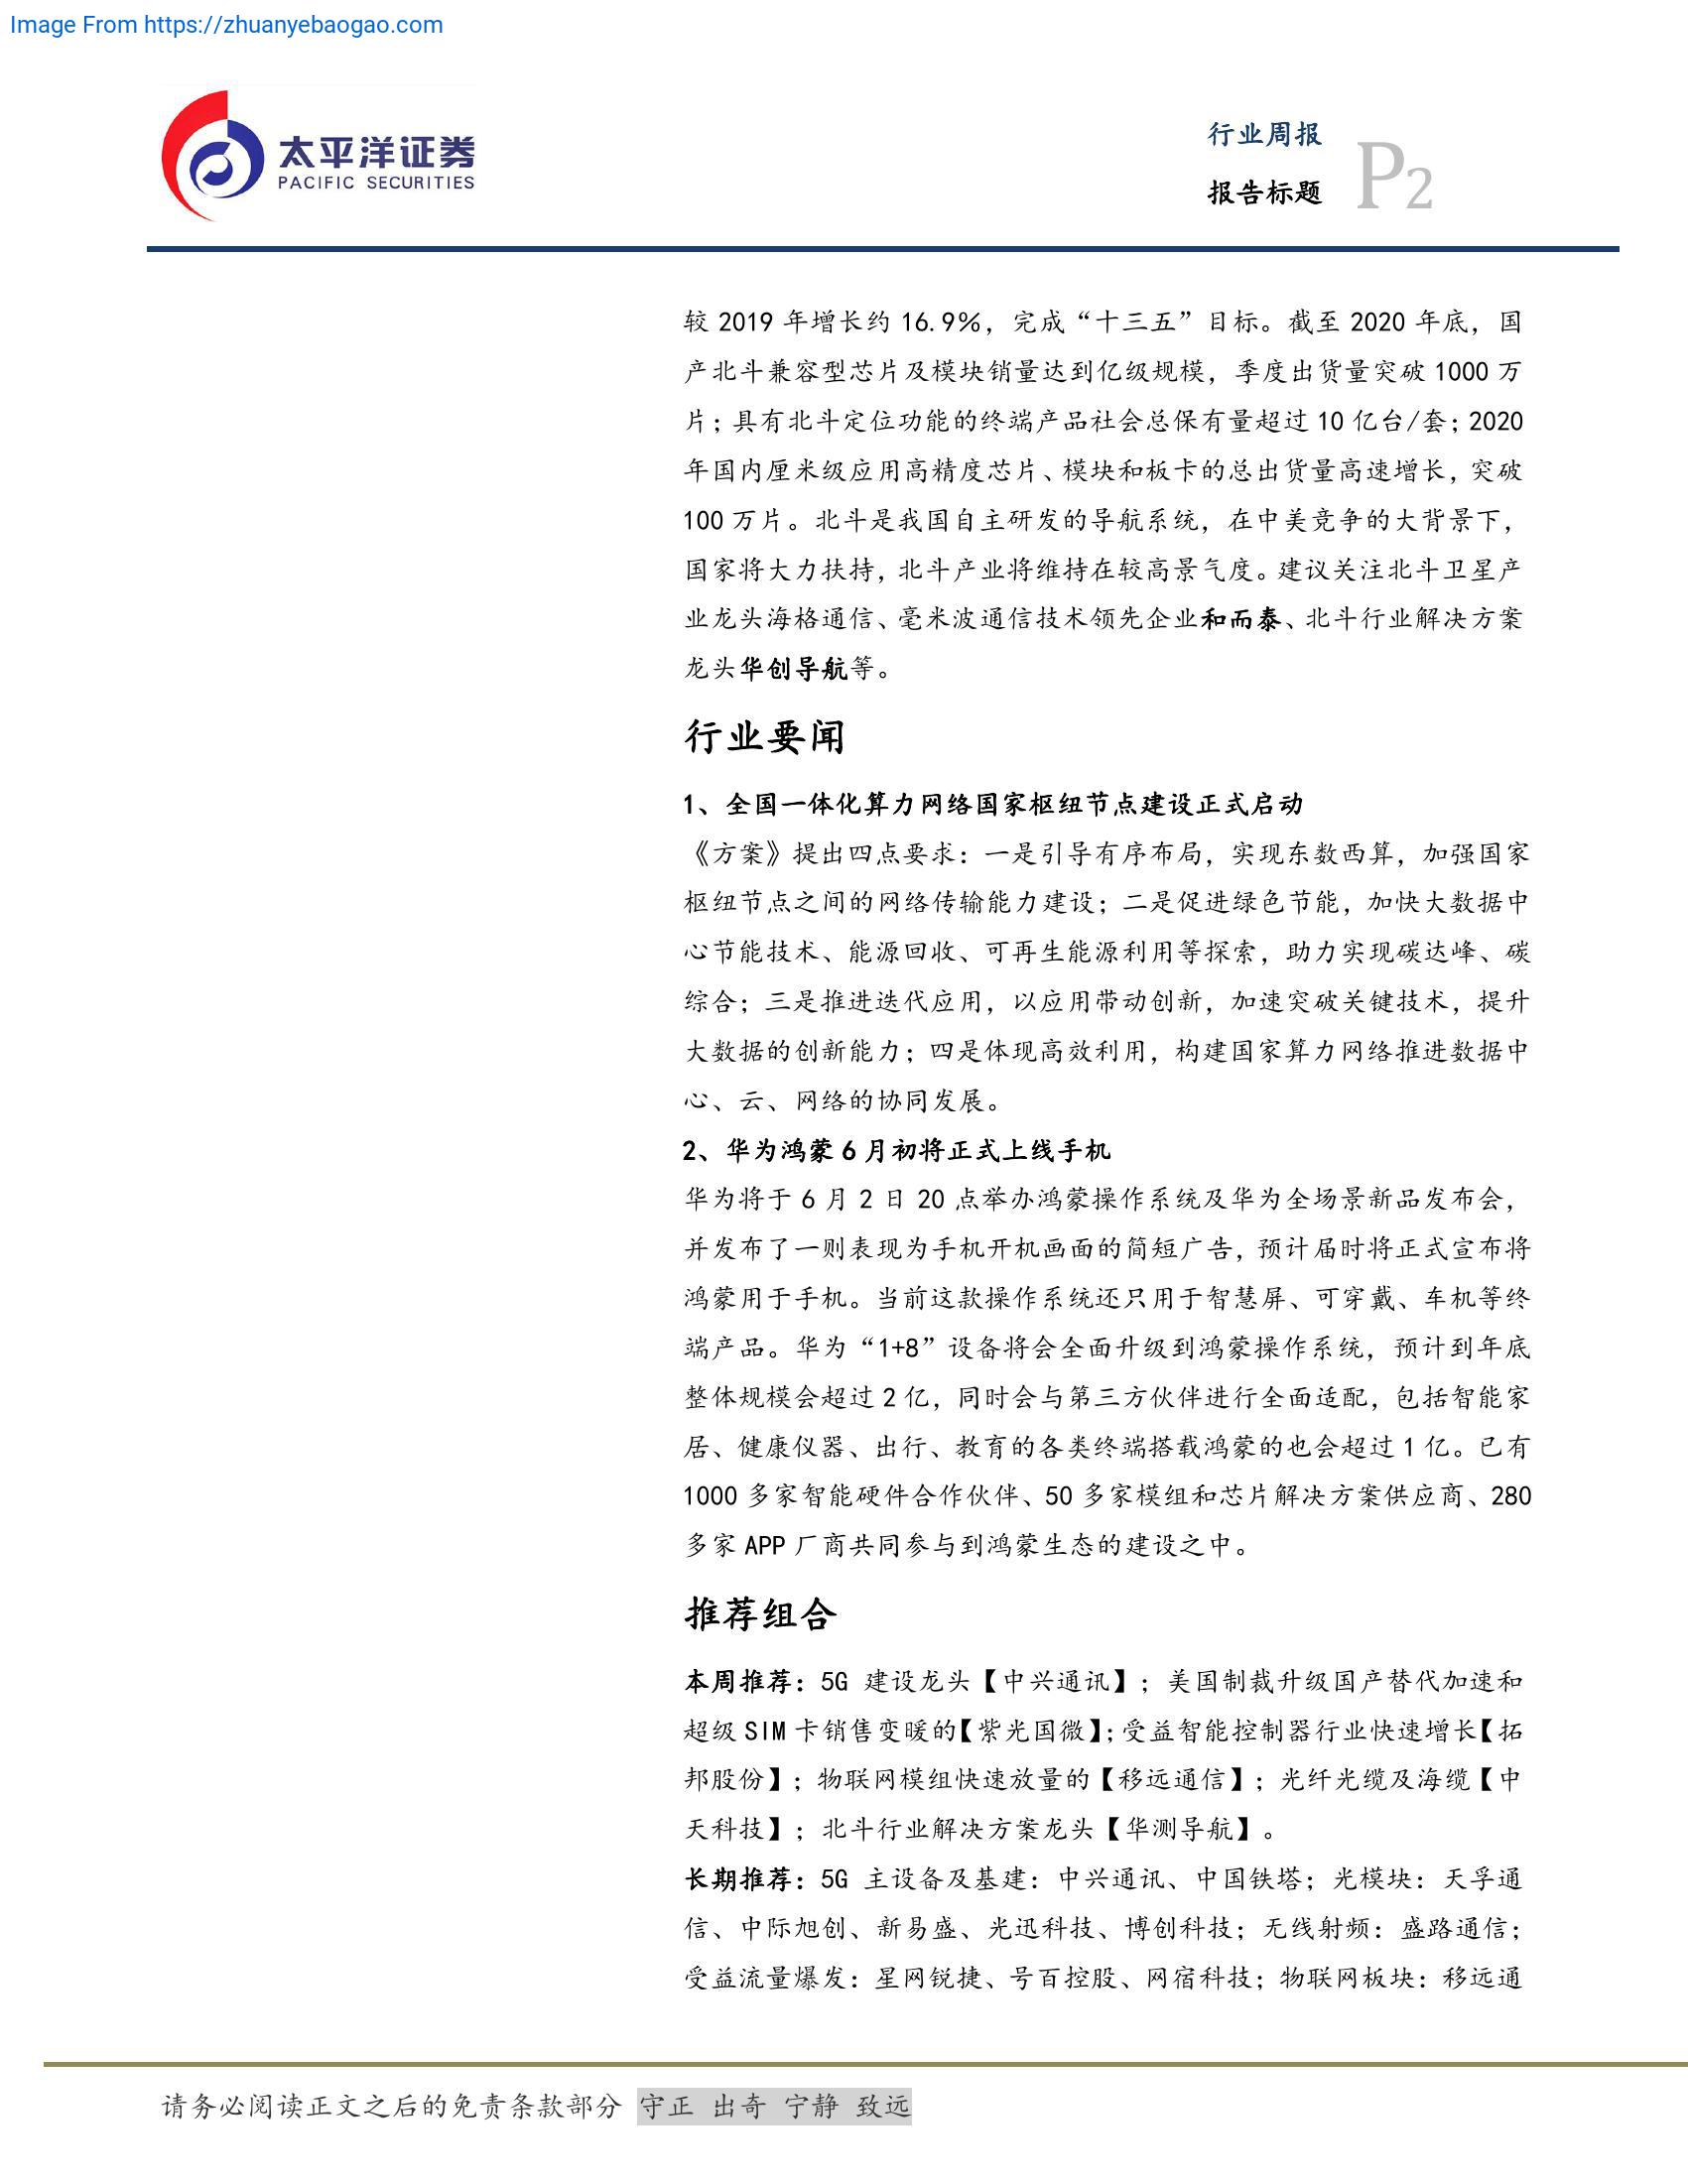 Image From https://zhuanyebaogao.com
太平洋证券
PACIFIC SECURITIES
行业周报
报告标题
P2
较 2019 年增长约 16.9%，完成“十三五”目标。截至 2020 年底，国
产北斗兼容型芯片及模块销量达到亿级规模，季度出货量突破 1000 万
片；具有北斗定位功能的终端产品社会总保有量超过 10 亿台/套；2020
年国内厘米级应用高精度芯片、模块和板卡的总出货量高速增长，突破
100 万片。北斗是我国自主研发的导航系统，在中美竞争的大背景下，
国家将大力扶持，北斗产业将维持在较高景气度。建议关注北斗卫星产
业龙头海格通信、毫米波通信技术领先企业和而泰、北斗行业解决方案
龙头华创导航等。
行业要闻
1、全国一体化算力网络国家枢纽节点建设正式启动
《方案》提出四点要求：一是引导有序布局，实现东数西算，加强国家
枢纽节点之间的网络传输能力建设；二是促进绿色节能，加快大数据中
心节能技术、能源回收、可再生能源利用等探索，助力实现碳达峰、碳
综合；三是推进迭代应用，以应用带动创新，加速突破关键技术，提升
大数据的创新能力；四是体现高效利用，构建国家算力网络推进数据中
心、云、网络的协同发展。
2、华为鸿蒙 6 月初将正式上线手机
华为将于 6 月 2 日 20 点举办鸿蒙操作系统及华为全场景新品发布会，
并发布了一则表现为手机开机画面的简短广告，预计届时将正式宣布将
鸿蒙用于手机。当前这款操作系统还只用于智慧屏、可穿戴、车机等终
端产品。华为“1+8”设备将会全面升级到鸿蒙操作系统，预计到年底
整体规模会超过 2 亿，同时会与第三方伙伴进行全面适配，包括智能家
居、健康仪器、出行、教育的各类终端搭载鸿蒙的也会超过 1 亿。已有
1000 多家智能硬件合作伙伴、50 多家模组和芯片解决方案供应商、280
多家 APP 厂商共同参与到鸿蒙生态的建设之中。
推荐组合
本周推荐：5G 建设龙头【中兴通讯】；美国制裁升级国产替代加速和
超级 SIM 卡销售变暖的【紫光国微】；受益智能控制器行业快速增长【拓
邦股份】；物联网模组快速放量的【移远通信】；光纤光缆及海缆【中
天科技】；北斗行业解决方案龙头【华测导航】。
长期推荐：5G 主设备及基建：中兴通讯、中国铁塔；光模块：天孚通
信、中际旭创、新易盛、光迅科技、博创科技；无线射频：盛路通信；
受益流量爆发：星网锐捷、号百控股、网宿科技；物联网板块：移远通
请务必阅读正文之后的免责条款部分 守正 出奇 宁静 致远